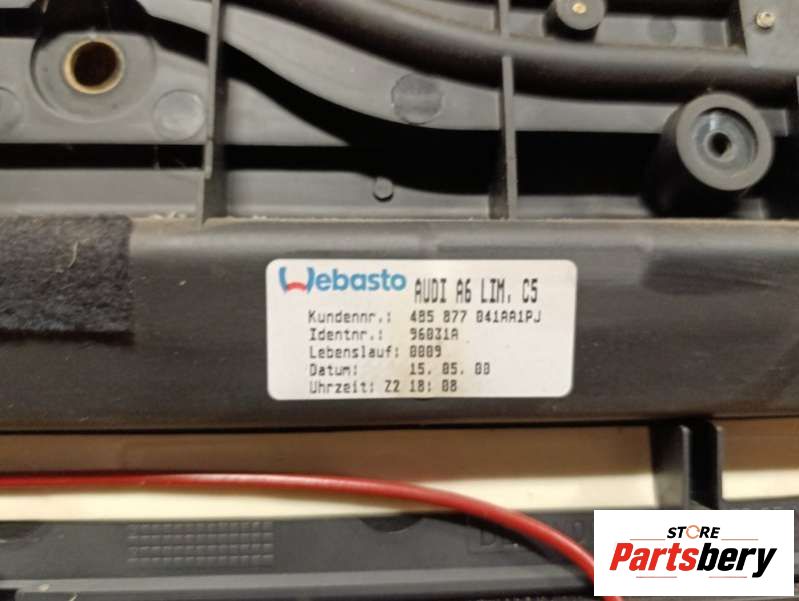 Webasto AUDI A6 LIM. C5
Kundennr.: 4B5 877 041AA1PJ
Identnr.: 96031A
Lebenslauf: 0009
Datum: 15. 05. 00
Uhrzeit: Z2 18: 08
STORE
Partsbery